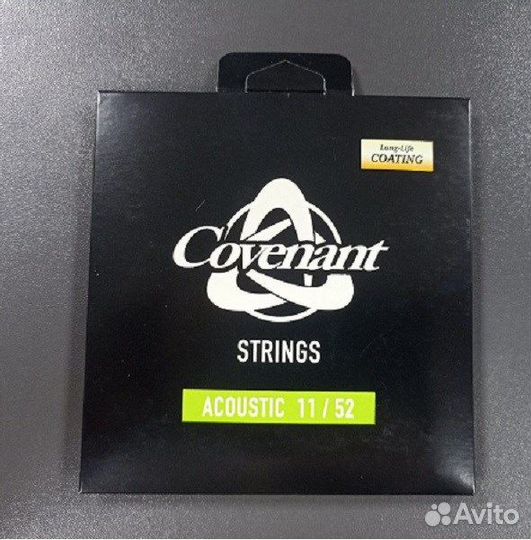 Long-Life
COATING
Covenant
STRINGS
ACOUSTIC 11 / 52
Avito